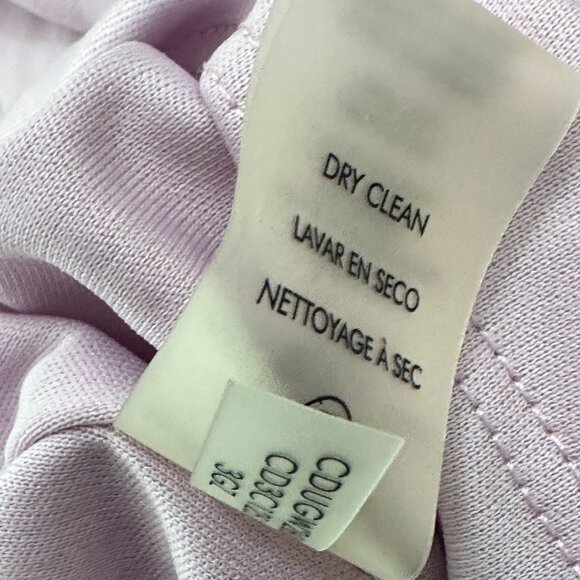 DRY CLEAN
LAVAR EN SECO
NETTOYAGE À SEC